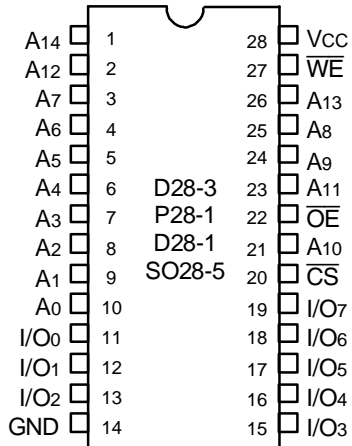 A14 1 28 VCC
A12 2 27 W̅E̅
A7 3 26 A13
A6 4 25 A8
A5 5 24 A9
A4 6 D28-3 23 A11
A3 7 P28-1 22 O̅E̅
A2 8 D28-1 21 A10
A1 9 SO28-5 20 C̅S̅
A0 10 19 I/O7
I/O0 11 18 I/O6
I/O1 12 17 I/O5
I/O2 13 16 I/O4
GND 14 15 I/O3